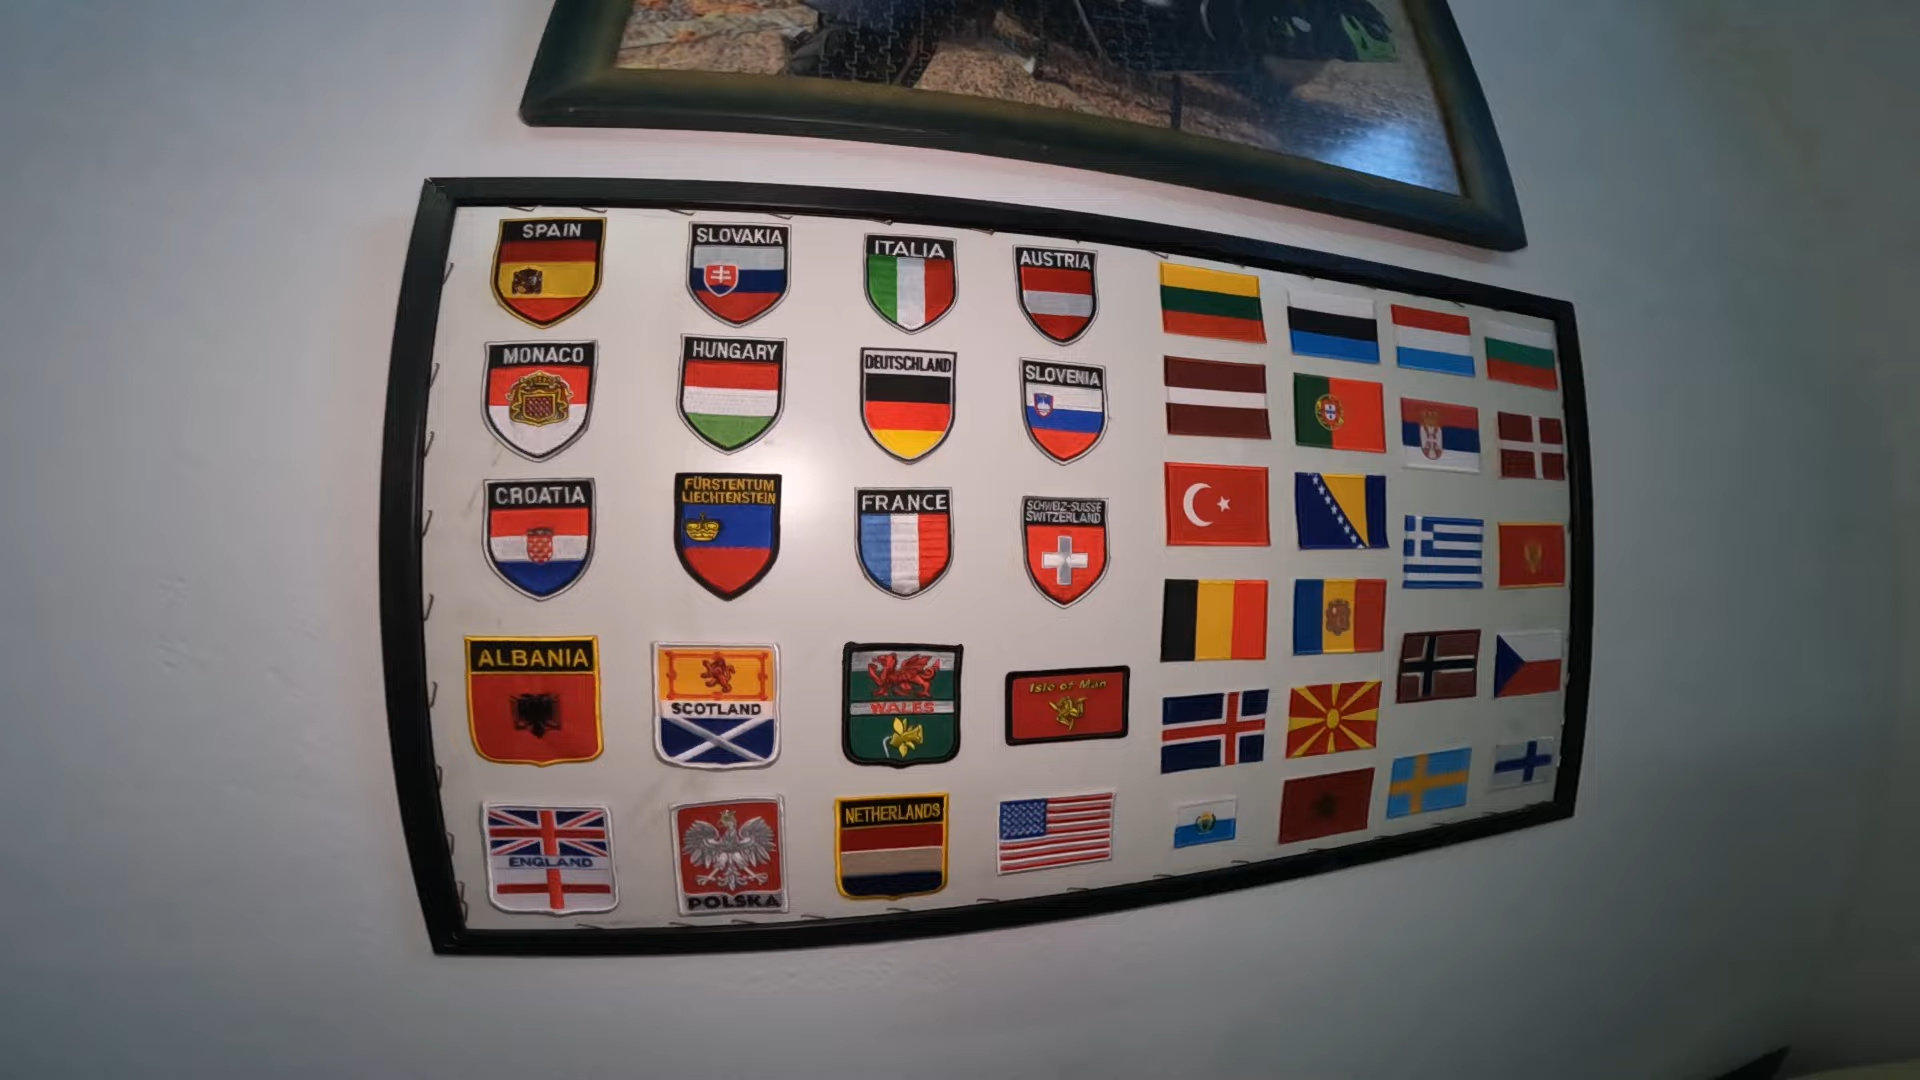 SPAIN
SLOVAKIA
ITALIA
AUSTRIA
MONACO
HUNGARY
DEUTSCHLAND
SLOVENIA
CROATIA
FÜRSTENTUM
LIECHTENSTEIN
FRANCE
SCHWEIZ-SUISSE
SWITZERLAND
ALBANIA
SCOTLAND
WALES
Isle of Man
ENGLAND
POLSKA
NETHERLANDS